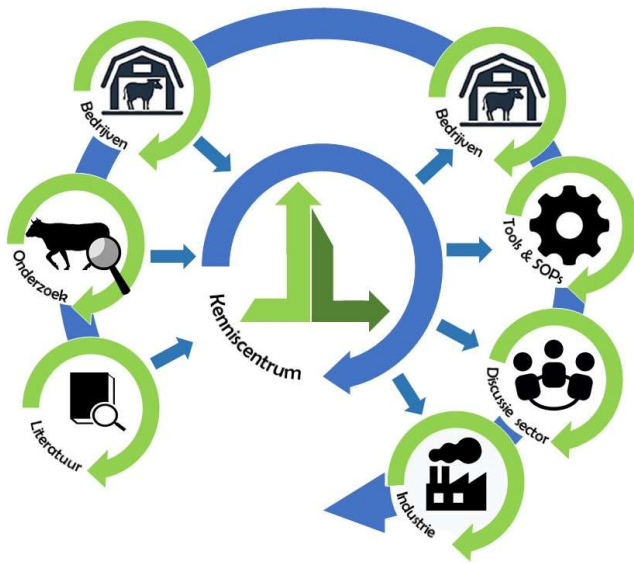 Bedrijven
Bedrijven
Onderzoek
Tools & SOPs
Kenniscentrum
Literatuur
Discussie sector
Industrie